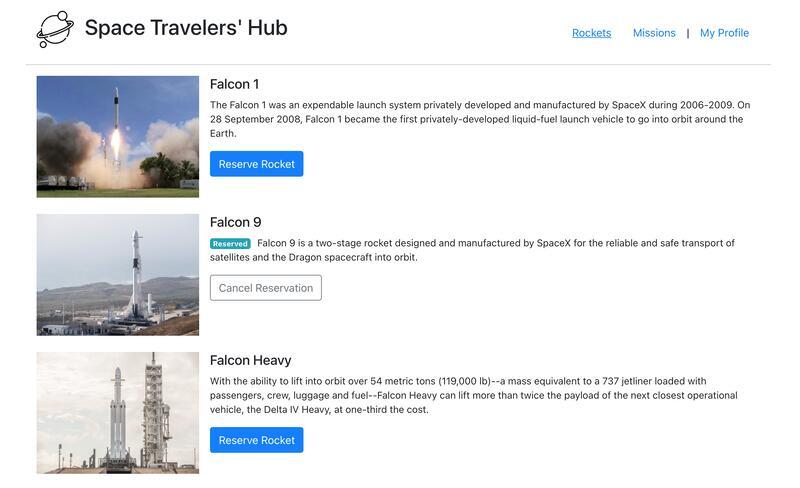 Space Travelers' Hub
Rockets Missions | My Profile
Falcon 1
The Falcon 1 was an expendable launch system privately developed and manufactured by SpaceX during 2006-2009. On
28 September 2008, Falcon 1 became the first privately-developed liquid-fuel launch vehicle to go into orbit around the
Earth.
Reserve Rocket
Falcon 9
Reserved Falcon 9 is a two-stage rocket designed and manufactured by SpaceX for the reliable and safe transport of
satellites and the Dragon spacecraft into orbit.
Cancel Reservation
Falcon Heavy
With the ability to lift into orbit over 54 metric tons (119,000 lb)--a mass equivalent to a 737 jetliner loaded with
passengers, crew, luggage and fuel--Falcon Heavy can lift more than twice the payload of the next closest operational
vehicle, the Delta IV Heavy, at one-third the cost.
Reserve Rocket